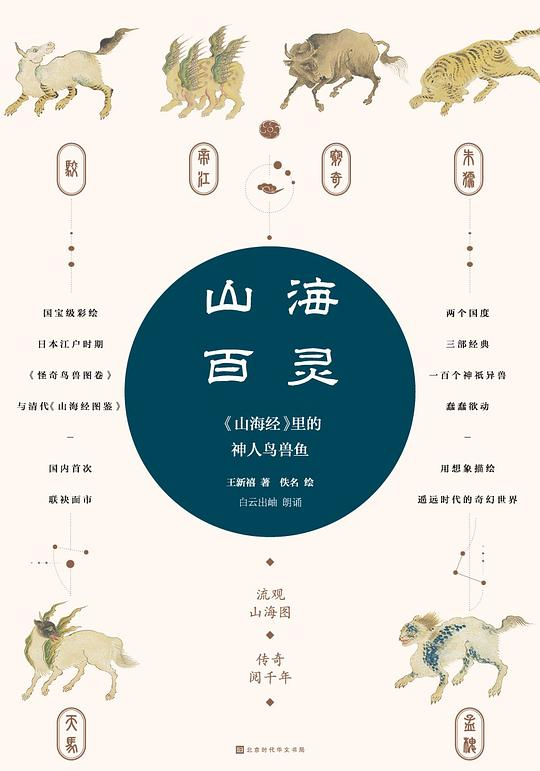 駮
帝江
窮奇
朱獳
山海
百灵
《山海经》里的
神人鸟兽鱼
王新禧 著 佚名 绘
白云出岫 朗诵
国宝级彩绘
日本江户时期
《怪奇鸟兽图卷》
与清代《山海经图鉴》
国内首次
联袂面市
两个国度
三部经典
一百个神祇异兽
蠢蠢欲动
用想象描绘
遥远时代的奇幻世界
流观
山海图
传奇
阅千年
天馬
孟槐
北京时代华文书局